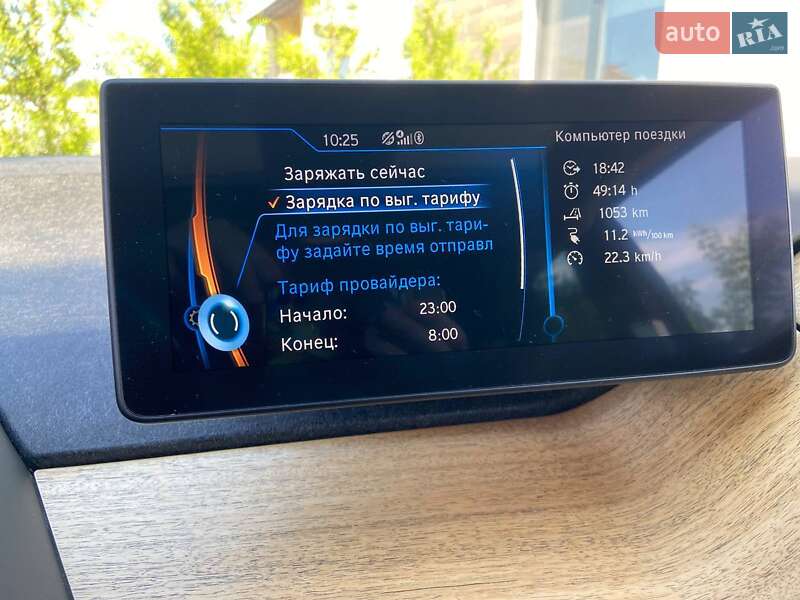 auto RIA
10:25
Заряжать сейчас
✓ Зарядка по выг. тарифу
Для зарядки по выг. тари-
фу задайте время отправл
Тариф провайдера:
Начало: 23:00
Конец: 8:00
Компьютер поездки
18:42
49:14 h
1053 km
11.2 kWh/100 km
22.3 km/h